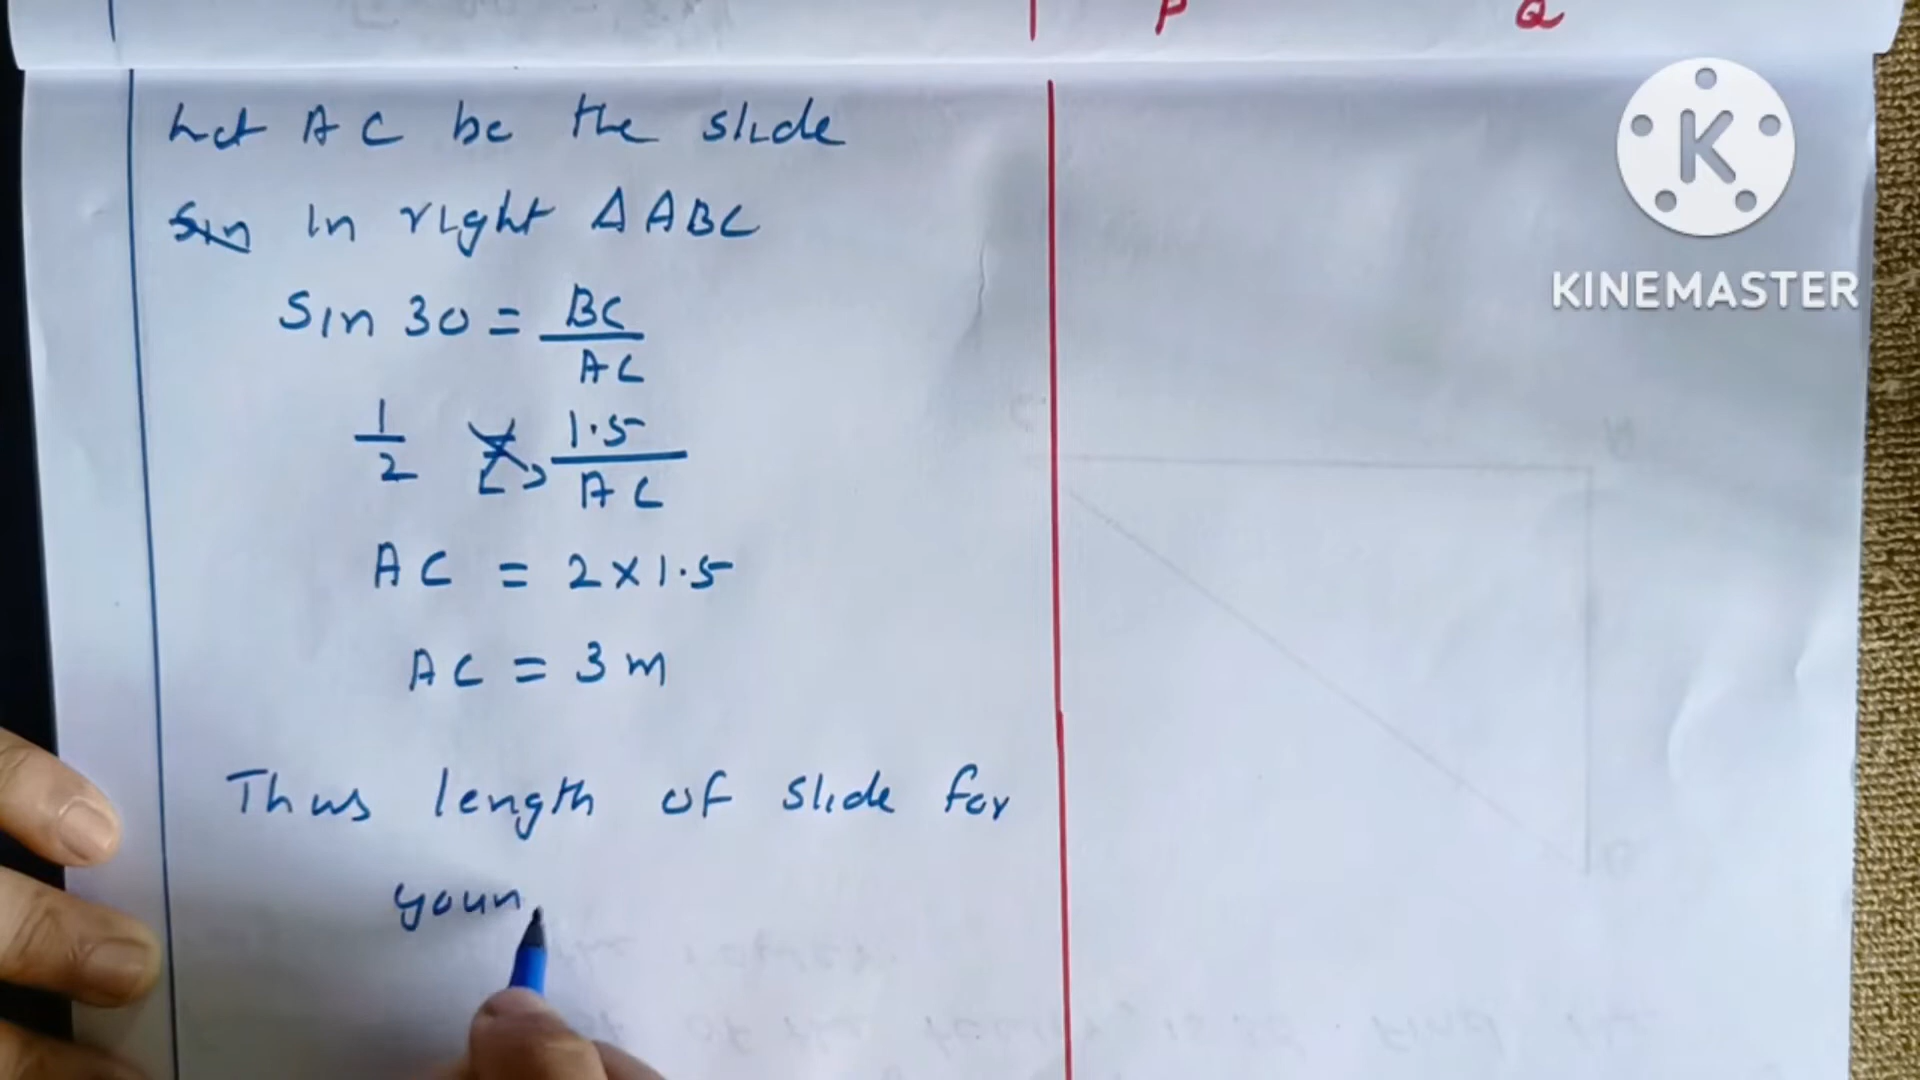 P Q
Let AC be the slide
Sin In right Δ ABC
Sin 30 = BC
AC
1 1.5
2 AC
AC = 2×1.5
AC = 3 m
Thus length of slide for
youn
K
KINEMASTER